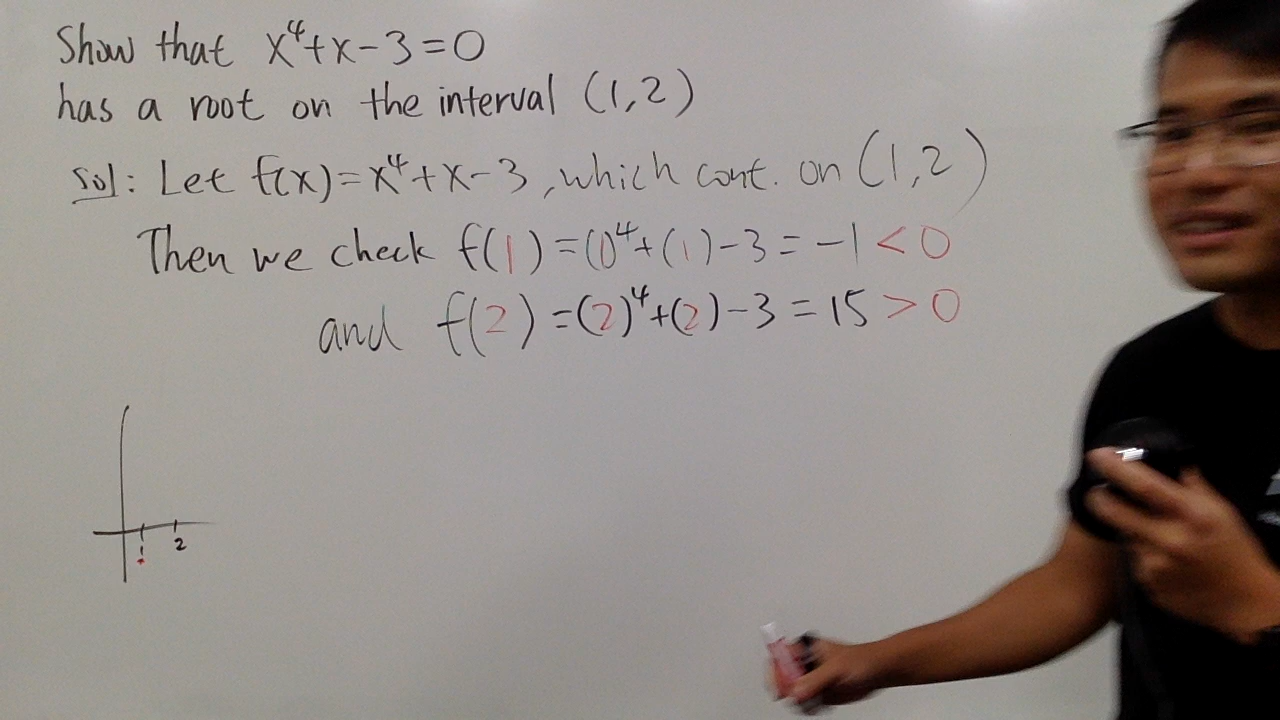 Show that x⁴+x-3=0
has a root on the interval (1,2)
Sol: Let f(x)=x⁴+x-3, which cont. on (1,2)
Then we check f(1)=(1)⁴+(1)-3=-1<0
and f(2)=(2)⁴+(2)-3=15>0
1 2